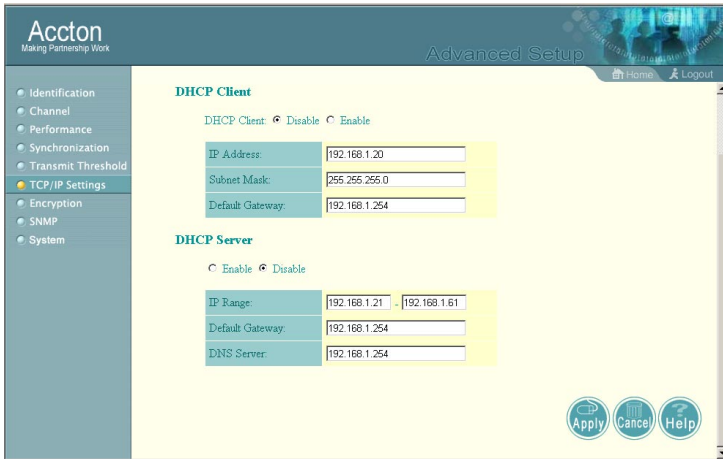 Accton
Making Partnership Work
Advanced Setup
Home
Logout
Identification
Channel
Performance
Synchronization
Transmit Threshold
TCP/IP Settings
Encryption
SNMP
System
DHCP Client
DHCP Client: Disable Enable
IP Address: 192.168.1.20
Subnet Mask: 255.255.255.0
Default Gateway: 192.168.1.254
DHCP Server
Enable Disable
IP Range: 192.168.1.21 - 192.168.1.61
Default Gateway: 192.168.1.254
DNS Server: 192.168.1.254
Apply Cancel Help